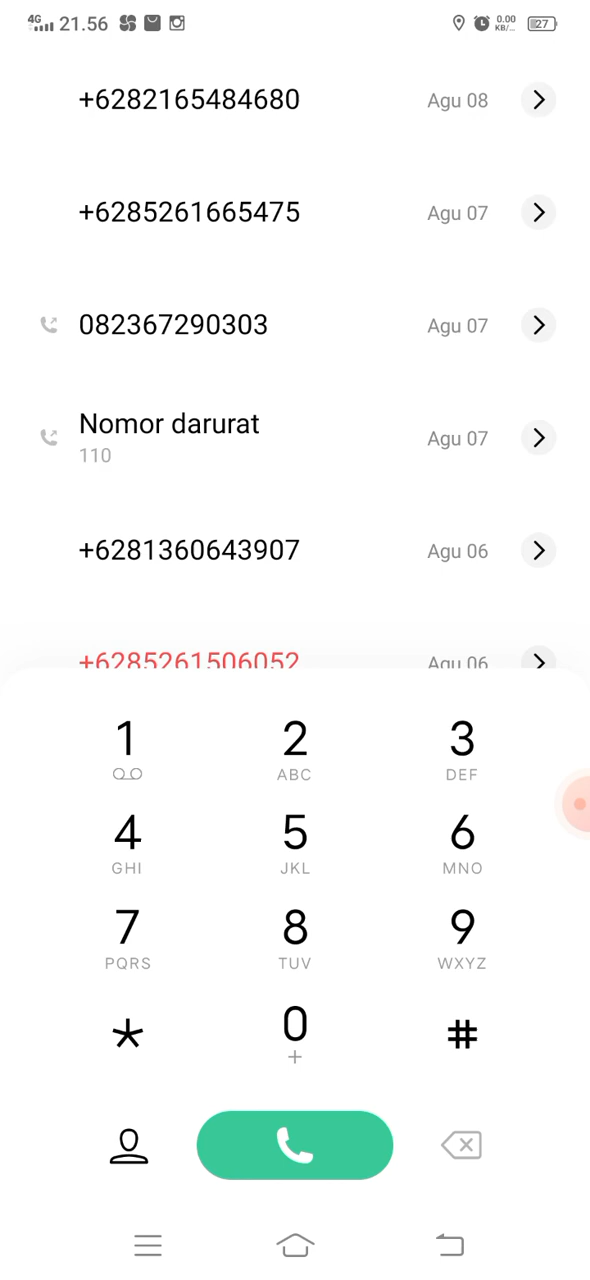 4G 21.56 0.00 KB/... 27
+6282165484680 Agu 08
+6285261665475 Agu 07
082367290303 Agu 07
Nomor darurat
110 Agu 07
+6281360643907 Agu 06
+6285261506052 Agu 06
1 2 3
ABC DEF
4 5 6
GHI JKL MNO
7 8 9
PQRS TUV WXYZ
* 0 #
+